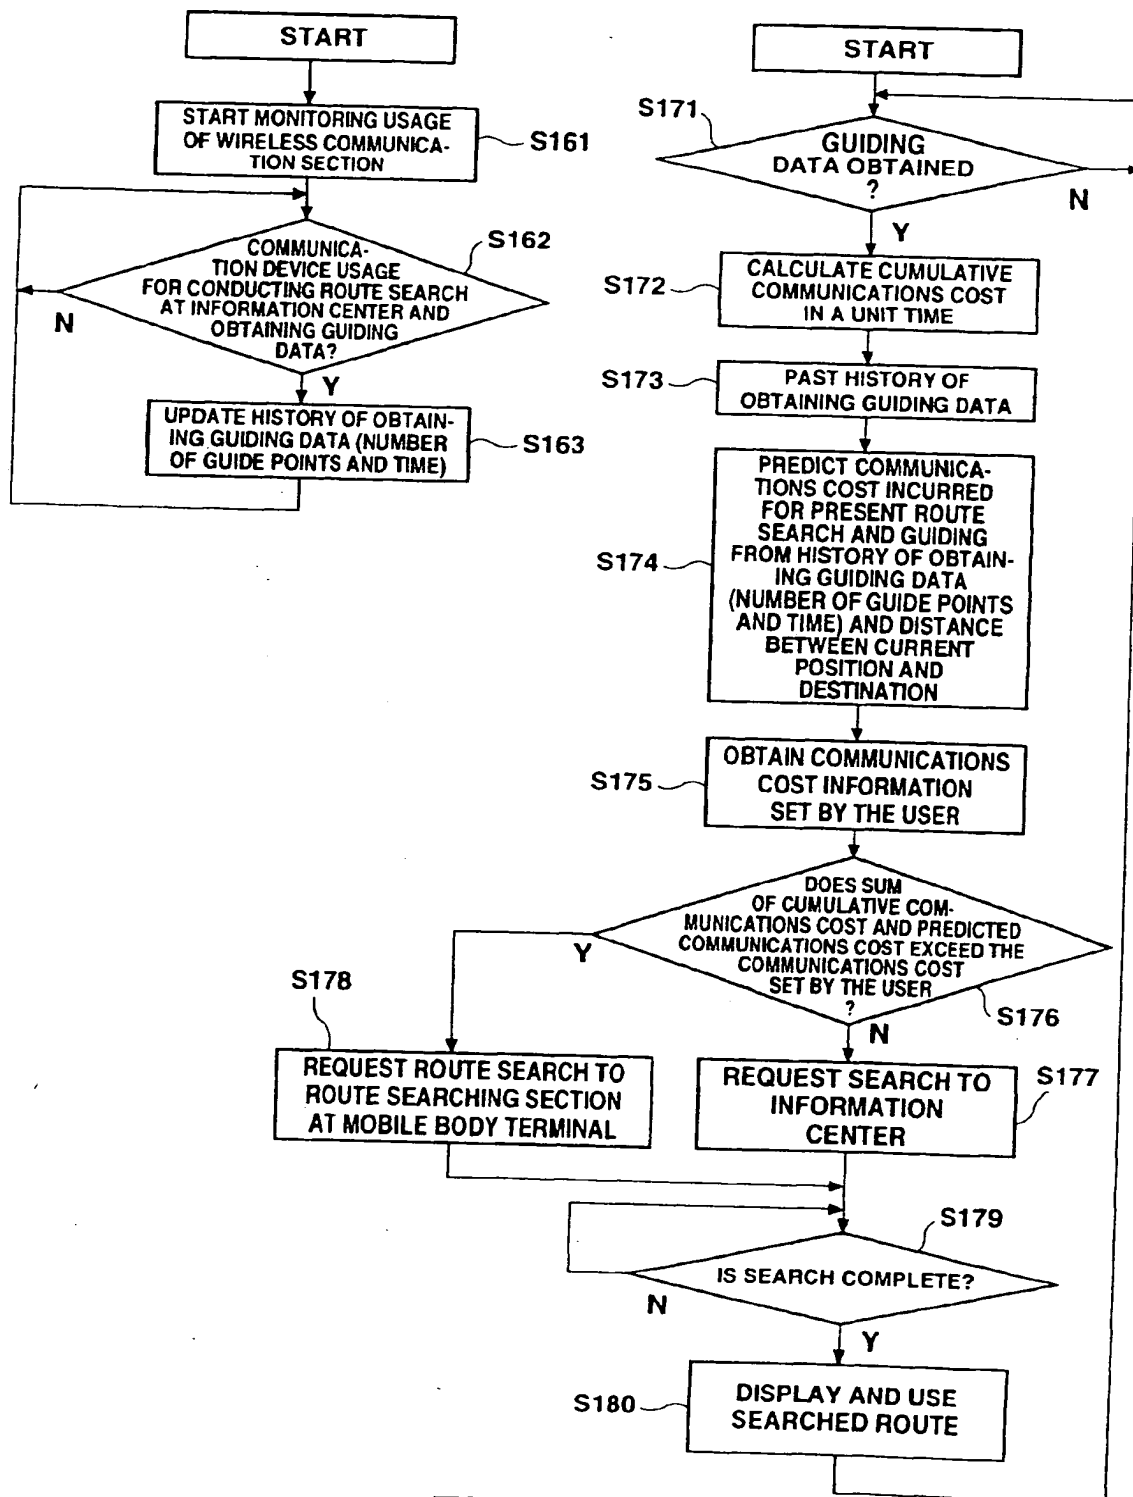 START
START MONITORING USAGE
OF WIRELESS COMMUNICA-
TION SECTION
S161
COMMUNICA-
TION DEVICE USAGE
FOR CONDUCTING ROUTE SEARCH
AT INFORMATION CENTER AND
OBTAINING GUIDING
DATA?
S162
N
Y
UPDATE HISTORY OF OBTAIN-
ING GUIDING DATA (NUMBER
OF GUIDE POINTS AND TIME)
S163
START
S171
GUIDING
DATA OBTAINED
?
N
Y
S172
CALCULATE CUMULATIVE
COMMUNICATIONS COST
IN A UNIT TIME
S173
PAST HISTORY OF
OBTAINING GUIDING DATA
S174
PREDICT COMMUNICA-
TIONS COST INCURRED
FOR PRESENT ROUTE
SEARCH AND GUIDING
FROM HISTORY OF OBTAIN-
ING GUIDING DATA
(NUMBER OF GUIDE POINTS
AND TIME) AND DISTANCE
BETWEEN CURRENT
POSITION AND
DESTINATION
S175
OBTAIN COMMUNICATIONS
COST INFORMATION
SET BY THE USER
DOES SUM
OF CUMULATIVE COM-
MUNICATIONS COST AND PREDICTED
COMMUNICATIONS COST EXCEED THE
COMMUNICATIONS COST
SET BY THE USER
?
S176
Y
N
S178
REQUEST ROUTE SEARCH TO
ROUTE SEARCHING SECTION
AT MOBILE BODY TERMINAL
REQUEST SEARCH TO
INFORMATION
CENTER
S177
S179
IS SEARCH COMPLETE?
N
Y
S180
DISPLAY AND USE
SEARCHED ROUTE